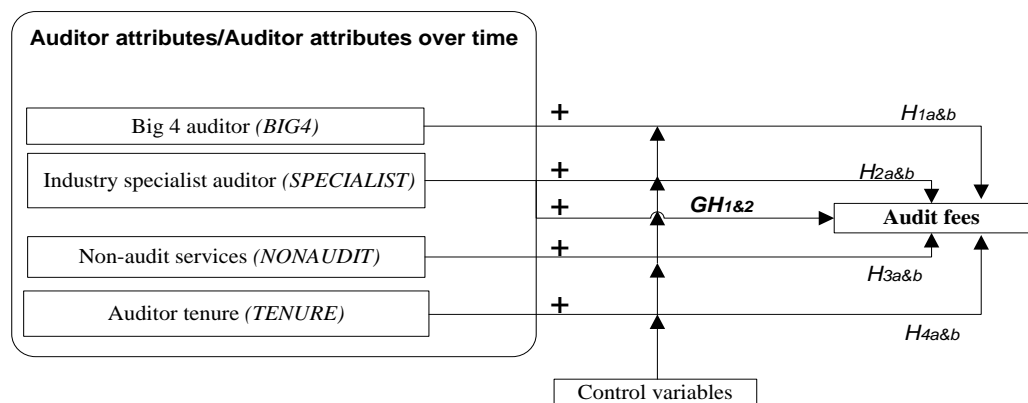 Auditor attributes/Auditor attributes over time
Big 4 auditor (BIG4)
+
H1a&b
Industry specialist auditor (SPECIALIST)
+
H2a&b
+
GH1&2
Audit fees
Non-audit services (NONAUDIT)
+
H3a&b
Auditor tenure (TENURE)
+
H4a&b
Control variables